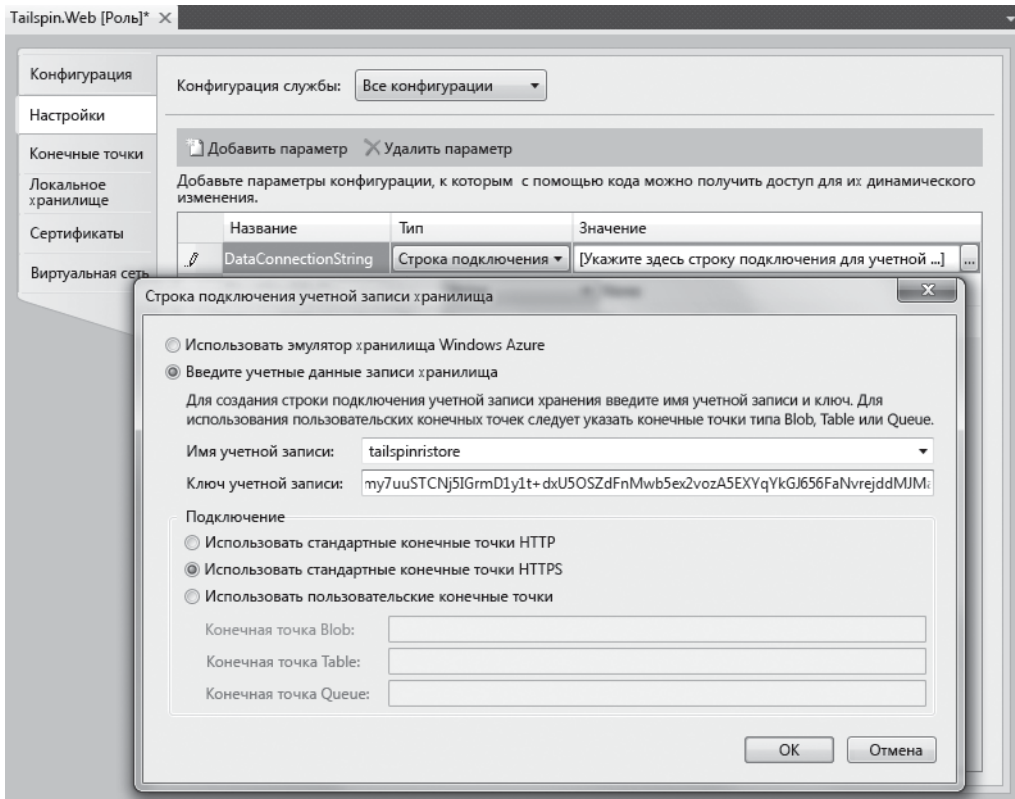 Tailspin.Web [Роль]*
Конфигурация
Настройки
Конечные точки
Локальное
хранилище
Сертификаты
Виртуальная сеть
Конфигурация службы: Все конфигурации
Добавить параметр Удалить параметр
Добавьте параметры конфигурации, к которым с помощью кода можно получить доступ для их динамического
изменения.
Название Тип Значение
DataConnectionString Строка подключения [Укажите здесь строку подключения для учетной ...] ...
Строка подключения учетной записи хранилища
Использовать эмулятор хранилища Windows Azure
Введите учетные данные записи хранилища
Для создания строки подключения учетной записи хранения введите имя учетной записи и ключ. Для
использования пользовательских конечных точек следует указать конечные точки типа Blob, Table или Queue.
Имя учетной записи: tailspinristore
Ключ учетной записи: my7uuSTCNj5IGrmD1y1t+dxU5OSZdFnMwb5ex2vozA5EXYqYkGJ656FaNvrejddMJMa
Подключение
Использовать стандартные конечные точки HTTP
Использовать стандартные конечные точки HTTPS
Использовать пользовательские конечные точки
Конечная точка Blob:
Конечная точка Table:
Конечная точка Queue:
OK Отмена